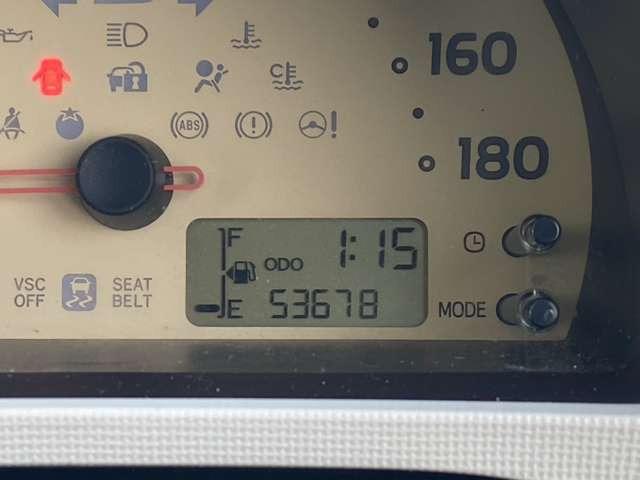 160
ABS
180
F
1:15
ODO
VSC
OFF
SEAT
BELT
E
53678
MODE